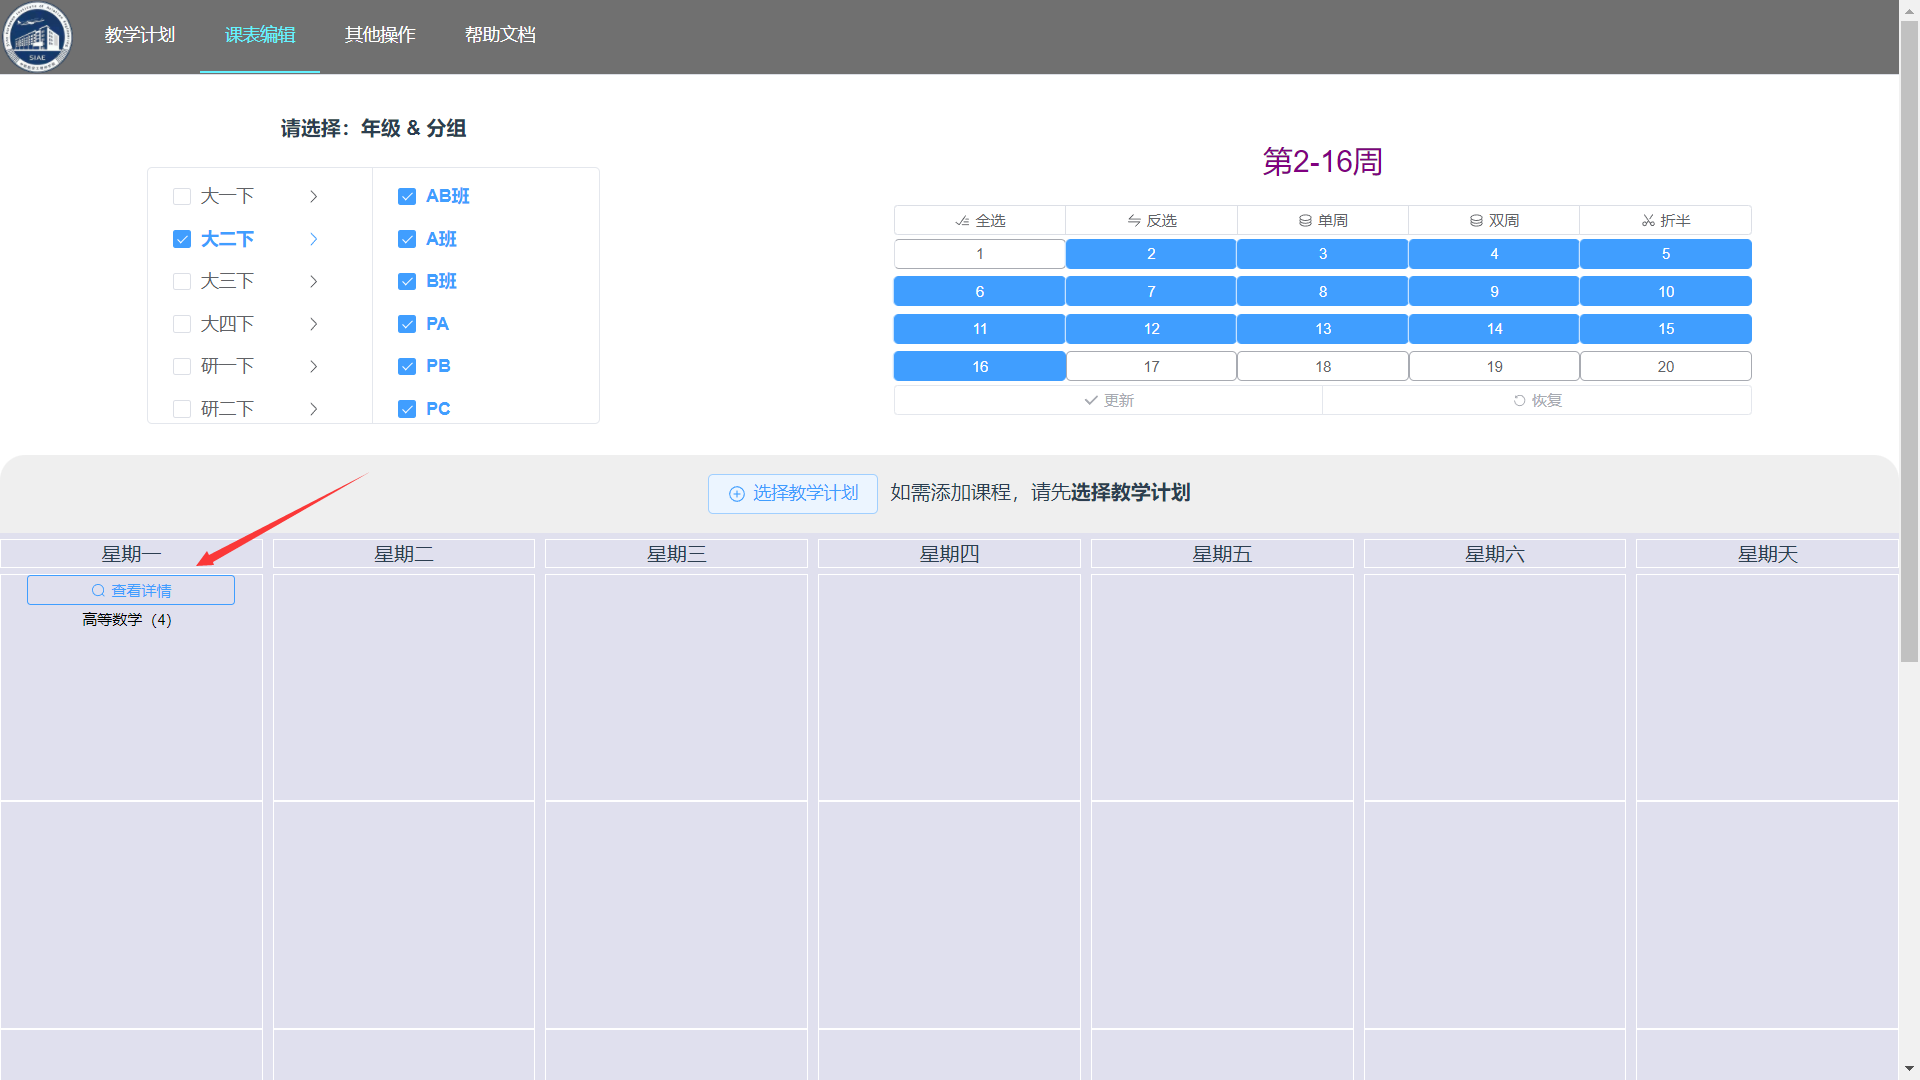 教学计划
课表编辑
其他操作
帮助文档
SIAE
请选择：年级 & 分组
大一下
大二下
大三下
大四下
研一下
研二下
AB班
A班
B班
PA
PB
PC
第2-16周
全选 反选 单周 双周 折半
1 2 3 4 5
6 7 8 9 10
11 12 13 14 15
16 17 18 19 20
更新 恢复
选择教学计划 如需添加课程，请先选择教学计划
星期一 星期二 星期三 星期四 星期五 星期六 星期天
查看详情
高等数学（4）